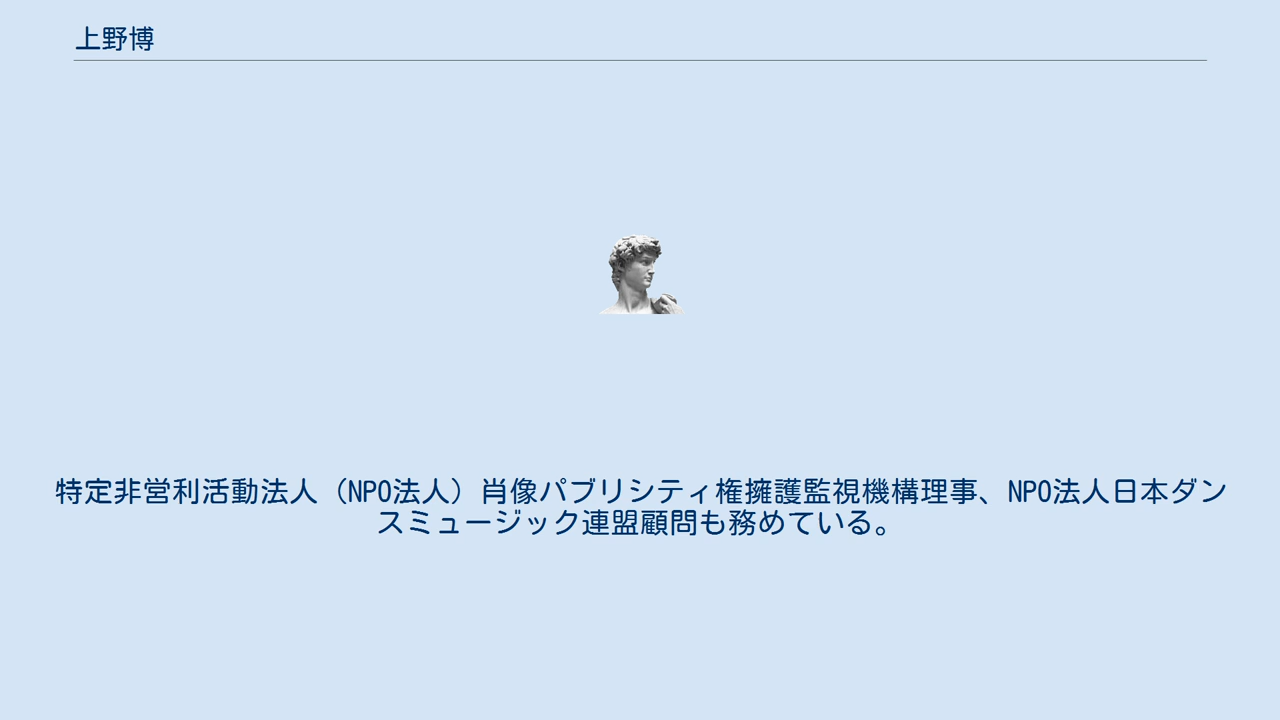 上野博
特定非営利活動法人（NPO法人）肖像パブリシティ権擁護監視機構理事、NPO法人日本ダン
スミュージック連盟顧問も務めている。